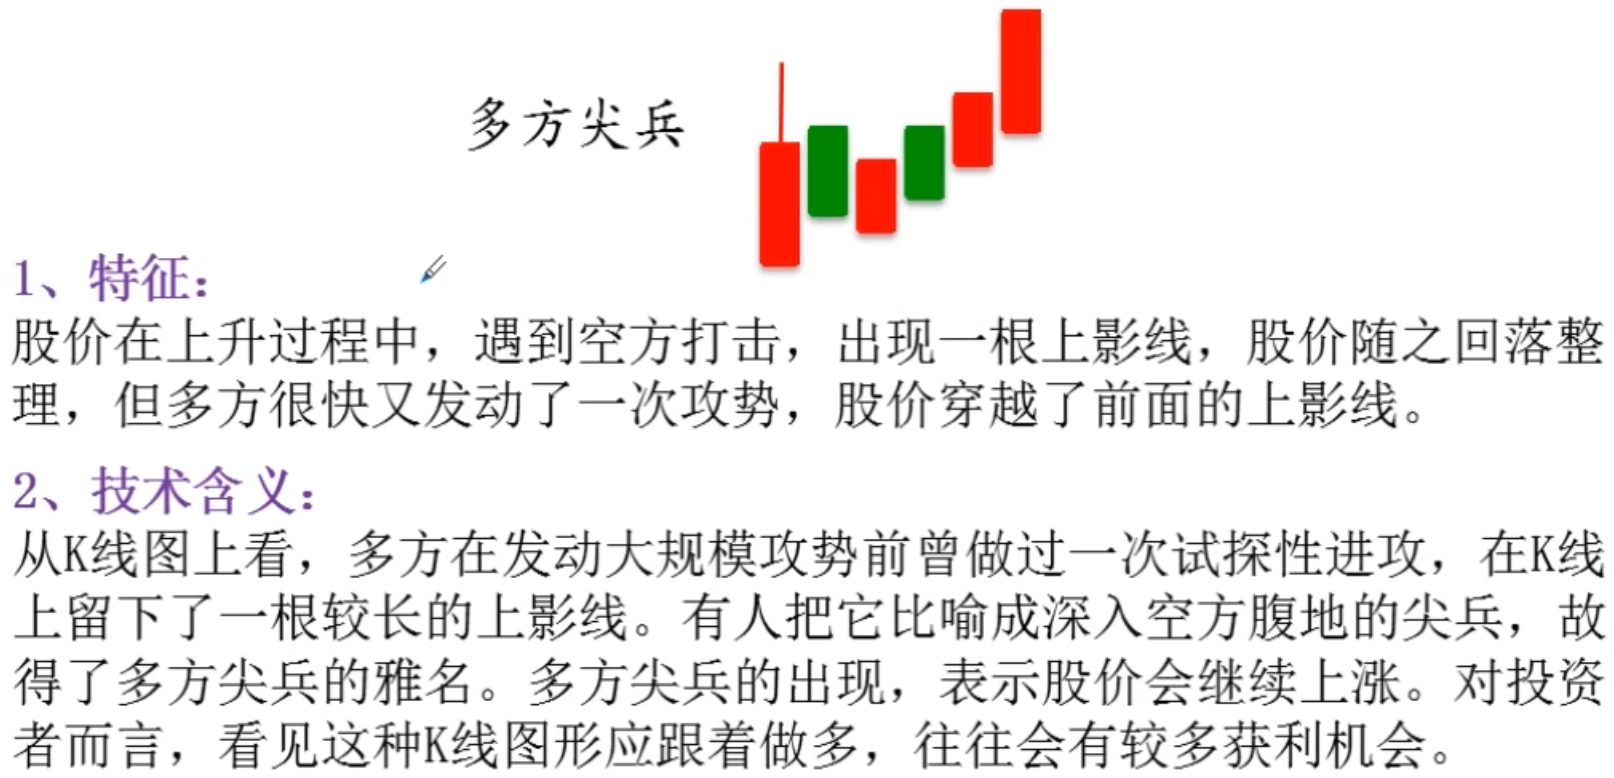 多方尖兵
1、特征：
股价在上升过程中，遇到空方打击，出现一根上影线，股价随之回落整
理，但多方很快又发动了一次攻势，股价穿越了前面的上影线。
2、技术含义：
从K线图上看，多方在发动大规模攻势前曾做过一次试探性进攻，在K线
上留下了一根较长的上影线。有人把它比喻成深入空方腹地的尖兵，故
得了多方尖兵的雅名。多方尖兵的出现，表示股价会继续上涨。对投资
者而言，看见这种K线图形应跟着做多，往往会有较多获利机会。